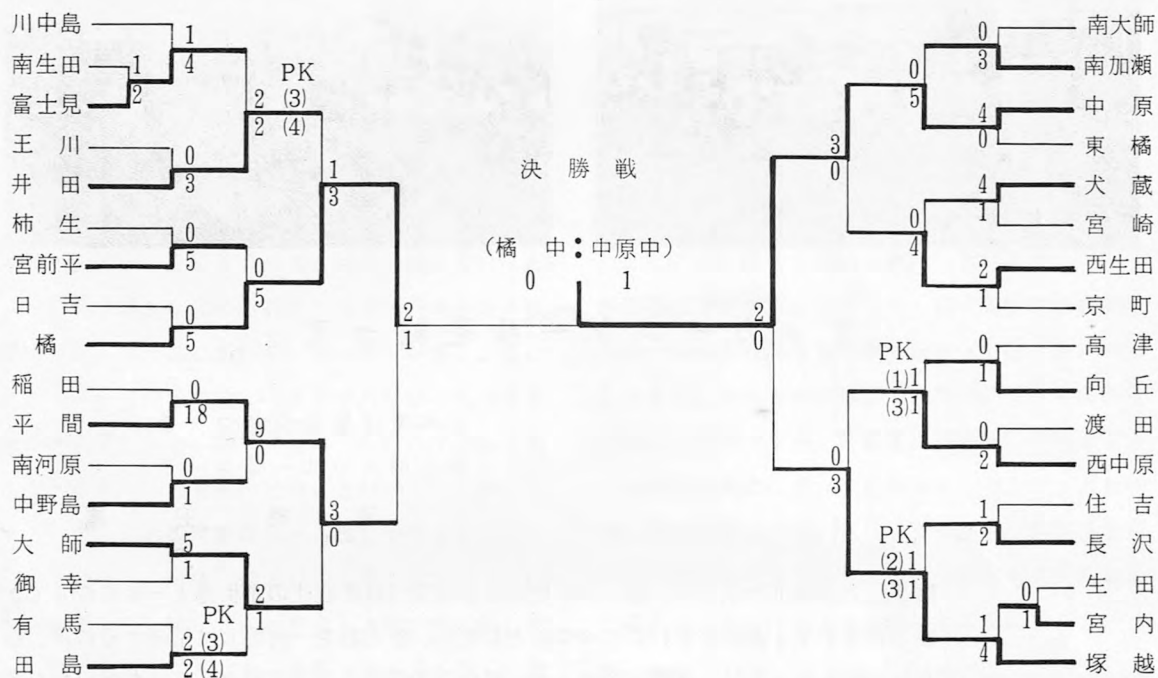 川中島
南生田
富士見
王川
井田
柿生
宮前平
日吉
橘
稲田
平間
南河原
中野島
大師
御幸
有馬
田島
1
4
1
2
0
3
0
5
0
5
0
18
0
1
5
1
PK
2 (3)
2 (4)
PK
2 (3)
2 (4)
0
5
9
0
2
1
1
3
3
0
2
1
決勝戦
(橘中：中原中)
0 1
2
0
3
0
0
3
0
5
0
4
PK
(1) 1
(3) 1
PK
(2) 1
(3) 1
0
3
4
0
4
1
2
1
0
1
0
2
1
2
0
1
1
4
南大師
南加瀬
中原
東橘
犬蔵
宮崎
西生田
京町
高津
向丘
渡田
西中原
住吉
長沢
生田
宮内
塚越